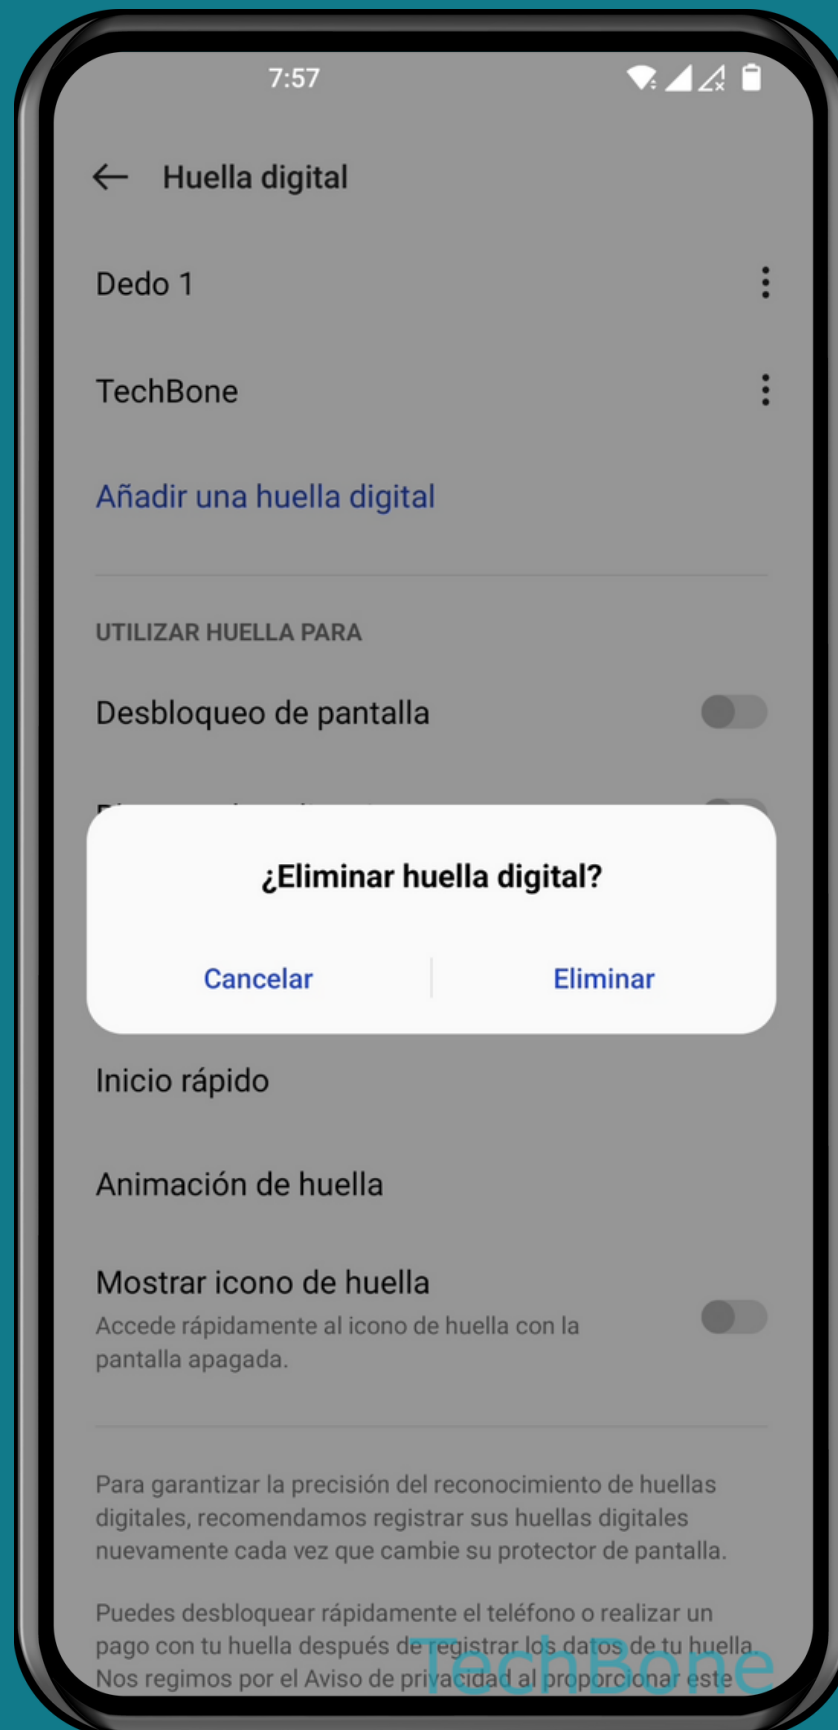 7:57
Huella digital
Dedo 1
TechBone
Añadir una huella digital
UTILIZAR HUELLA PARA
Desbloqueo de pantalla
¿Eliminar huella digital?
Cancelar
Eliminar
Inicio rápido
Animación de huella
Mostrar icono de huella
Accede rápidamente al icono de huella con la
pantalla apagada.
Para garantizar la precisión del reconocimiento de huellas
digitales, recomendamos registrar sus huellas digitales
nuevamente cada vez que cambie su protector de pantalla.
Puedes desbloquear rápidamente el teléfono o realizar un
pago con tu huella después de registrar los datos de tu huella.
Nos regimos por el Aviso de privacidad al proporcionar este
TechBone